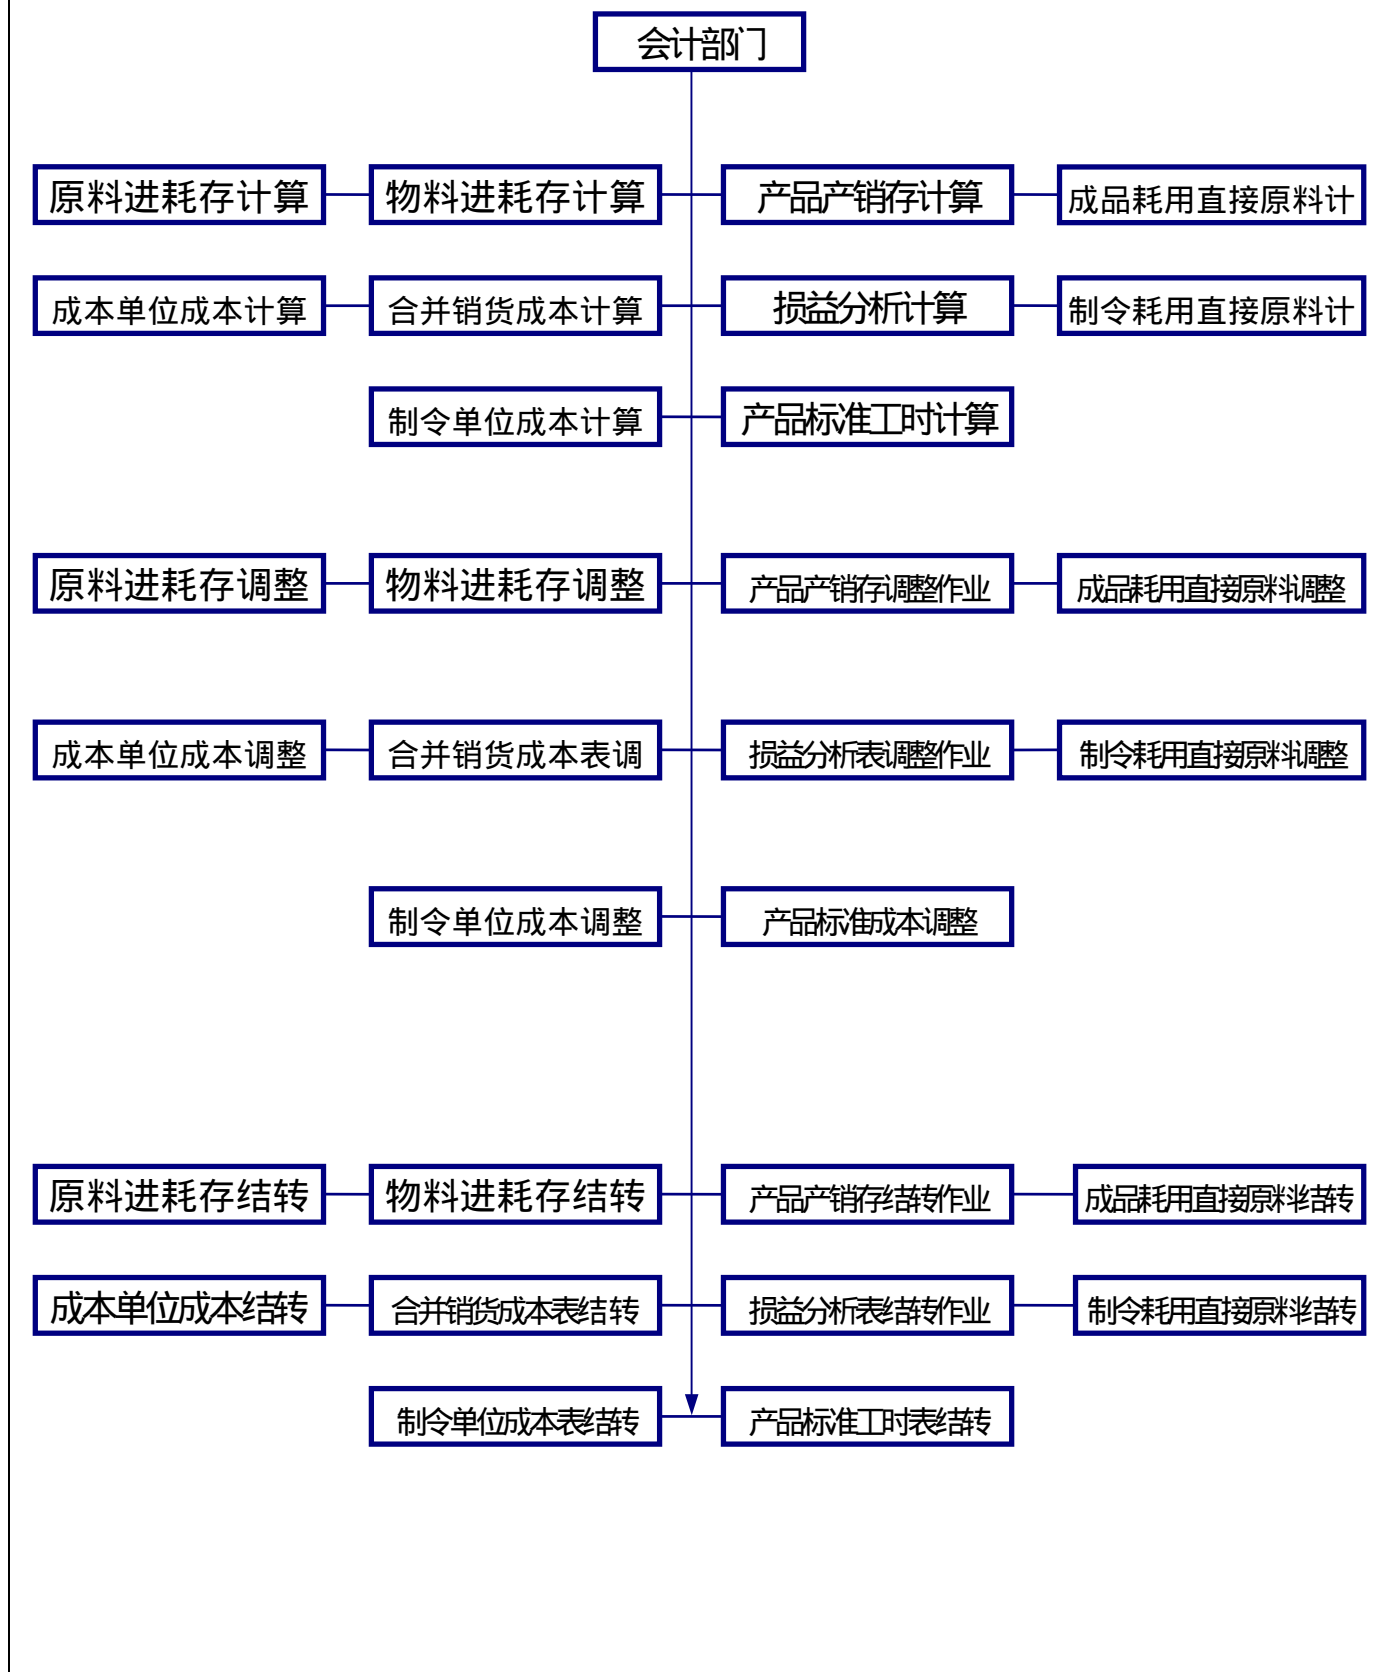 会计部门
原料进耗存计算 物料进耗存计算 产品产销存计算 成品耗用直接原料计
成本单位成本计算 合并销货成本计算 损益分析计算 制令耗用直接原料计
制令单位成本计算 产品标准工时计算
原料进耗存调整 物料进耗存调整 产品产销存调整作业 成品耗用直接原料调整
成本单位成本调整 合并销货成本表调 损益分析表调整作业 制令耗用直接原料调整
制令单位成本调整 产品标准成本调整
原料进耗存结转 物料进耗存结转 产品产销存结转作业 成品耗用直接原料结转
成本单位成本结转 合并销货成本表结转 损益分析表结转作业 制令耗用直接原料结转
制令单位成本表结转 产品标准工时表结转